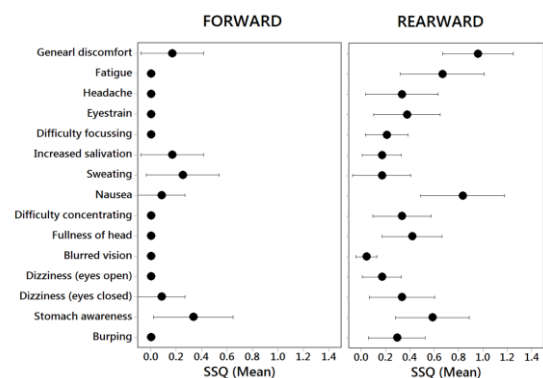 FORWARD REARWARD
Genearl discomfort
Fatigue
Headache
Eyestrain
Difficulty focussing
Increased salivation
Sweating
Nausea
Difficulty concentrating
Fullness of head
Blurred vision
Dizziness (eyes open)
Dizziness (eyes closed)
Stomach awareness
Burping
0.0 0.2 0.4 0.6 0.8 1.0 1.2 1.4 0.0 0.2 0.4 0.6 0.8 1.0 1.2 1.4
SSQ (Mean) SSQ (Mean)